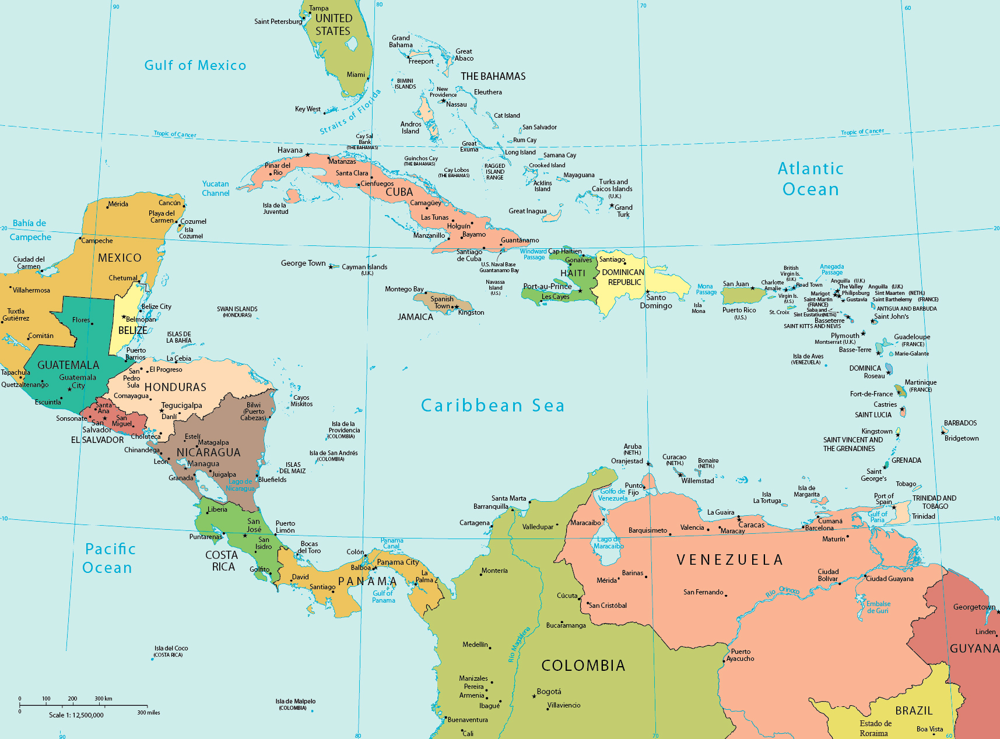 90
80
70
60
Tampa
Saint Petersburg
UNITED
STATES
Gulf of Mexico
Miami
Key West
Straits of Florida
Grand
Bahama
Freeport
Great
Abaco
THE BAHAMAS
BIMINI
ISLANDS
New
Providence
Nassau
Eleuthera
Andros
Island
Cat Island
San Salvador
Great
Exuma
Rum Cay
Long Island
Tropic of Cancer
Tropic of Cancer
Cay Sal
Bank
(THE BAHAMAS)
Guinchos Cay
(THE BAHAMAS)
Cay Lobos
(THE BAHAMAS)
RAGGED
ISLAND
RANGE
Samana Cay
Crooked Island
Mayaguana
Acklins
Island
Turks and
Caicos Islands
(U.K.)
Grand
Turk
Great Inagua
Atlantic
Ocean
Havana
Matanzas
Pinar del
Rio
Santa Clara
Cienfuegos
CUBA
Yucatan
Channel
Isla de la
Juventud
Camagüey
Las Tunas
Holguín
Bayamo
Manzanillo
Guantánamo
Santiago
de Cuba
U.S. Naval Base
Guantanamo Bay
Windward
Passage
Mérida
Cancún
Playa del
Carmen
Cozumel
Isla
Cozumel
Bahía de
Campeche
20
20
Campeche
MEXICO
Ciudad del
Carmen
Chetumal
Villahermosa
Tuxtla
Gutiérrez
Comitán
Tapachula
George Town
Cayman Islands
(U.K.)
Montego Bay
Spanish
Town
Kingston
JAMAICA
Navassa
Island
(U.S.)
Cap Haïtien
Gonaïves
HAITI
Port-au-Prince
Les Cayes
Santiago
DOMINICAN
REPUBLIC
Santo
Domingo
Mona
Passage
Isla
Mona
San Juan
Puerto Rico
(U.S.)
British
Virgin Is.
(U.K.)
Charlotte
Amalie
Road Town
Virgin Is.
(U.S.)
St. Croix
Anegada
Passage
Anguilla (U.K.)
The Valley
Anguilla (U.K.)
Marigot
Philipsburg
Saint Maarten (NETH.)
Saint-Martin
(FRANCE)
Gustavia
Saint Barthelemy (FRANCE)
Saba and
Sint Eustatius(NETH.)
ANTIGUA AND BARBUDA
Saint John's
Basseterre
SAINT KITTS AND NEVIS
Plymouth
Montserrat (U.K.)
Basse-Terre
Guadeloupe
(FRANCE)
Marie-Galante
Isla de Aves
(VENEZUELA)
DOMINICA
Roseau
Martinique
(FRANCE)
Fort-de-France
Castries
SAINT LUCIA
BARBADOS
Bridgetown
Kingstown
SAINT VINCENT AND
THE GRENADINES
GRENADA
Saint
George's
Tobago
Port of
Spain
TRINIDAD AND
TOBAGO
Trinidad
Gulf of
Paria
SWAN ISLANDS
(HONDURAS)
Flores
Belize City
Belmopan
BELIZE
ISLAS DE
LA BAHÍA
Puerto
Barrios
La Cebia
GUATEMALA
Guatemala
City
Quetzaltenango
Escuintla
San
Pedro
Sula
El Progreso
HONDURAS
Comayagua
Tegucigalpa
Danlí
Choluteca
Santa
Ana
Sonsonate
San
Salvador
San
Miguel
EL SALVADOR
Cayos
Miskitos
Bilwi
(Puerto
Cabezas)
Estelí
Matagalpa
Chinandega
NICARAGUA
León
Managua
Juigalpa
Granada
Lago de
Nicaragua
Bluefields
ISLAS
DEL MAIZ
Isla de la
Providencia
(COLOMBIA)
Isla de San Andrés
(COLOMBIA)
Caribbean Sea
10
10
Liberia
San
José
Puerto
Limón
Puntarenas
San
Isidro
COSTA
RICA
Golfito
Bocas
del Toro
David
Santiago
Colón
Panama
Canal
Balboa
Panama City
PANAMA
La
Palma
Gulf of
Panama
Pacific
Ocean
Isla del Coco
(COSTA RICA)
Isla de Malpelo
(COLOMBIA)
Aruba
(NETH.)
Oranjestad
Curacao
(NETH.)
Willemstad
Bonaire
(NETH.)
Punto
Fijo
Golfo de
Venezuela
Santa Marta
Barranquilla
Cartagena
Valledupar
Maracaibo
Lago de
Maracaibo
Isla
La Tortuga
Isla de
Margarita
La Guaira
Caracas
Barquisimeto
Valencia
Maracay
Cumaná
Barcelona
Maturín
VENEZUELA
Montería
Mérida
Barinas
Ciudad
Bolívar
Ciudad Guayana
San Fernando
Río Orinoco
Embalse
de Guri
Cúcuta
San Cristóbal
Bucaramanga
Medellín
Río Magdalena
COLOMBIA
Puerto
Ayacucho
Manizales
Pereira
Armenia
Ibagué
Bogotá
Villaviencio
Buenaventura
Cali
Georgetown
Linden
GUYANA
BRAZIL
Estado de
Roraima
Boa Vista
0 100 200 300 km
0 300 miles
Scale 1: 12,500,000
90
80
70
60